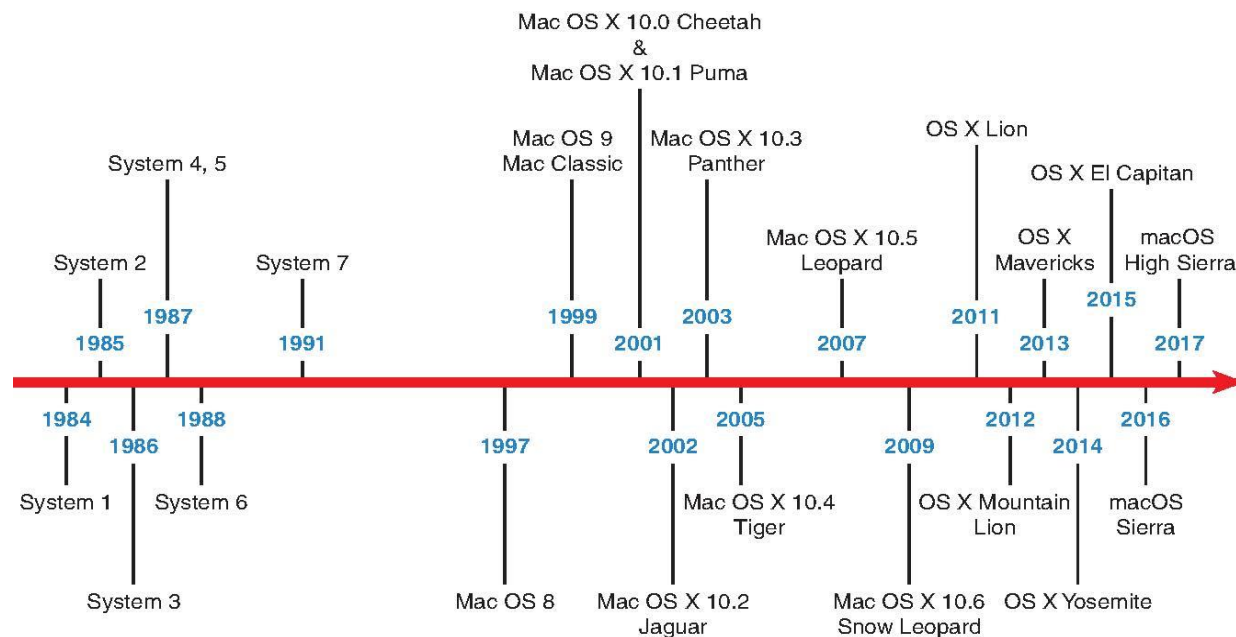 Mac OS X 10.0 Cheetah
&
Mac OS X 10.1 Puma
OS X Lion
Mac OS 9
Mac Classic
Mac OS X 10.3
Panther
System 4, 5
OS X El Capitan
System 2
System 7
Mac OS X 10.5
Leopard
OS X
Mavericks
macOS
High Sierra
1985
1987
1991
1999
2001
2003
2007
2011
2013
2015
2017
1984
1986
1988
1997
2002
2005
2009
2012
2014
2016
System 1
System 6
Mac OS X 10.4
Tiger
OS X Mountain
Lion
macOS
Sierra
System 3
Mac OS 8
Mac OS X 10.2
Jaguar
Mac OS X 10.6
Snow Leopard
OS X Yosemite